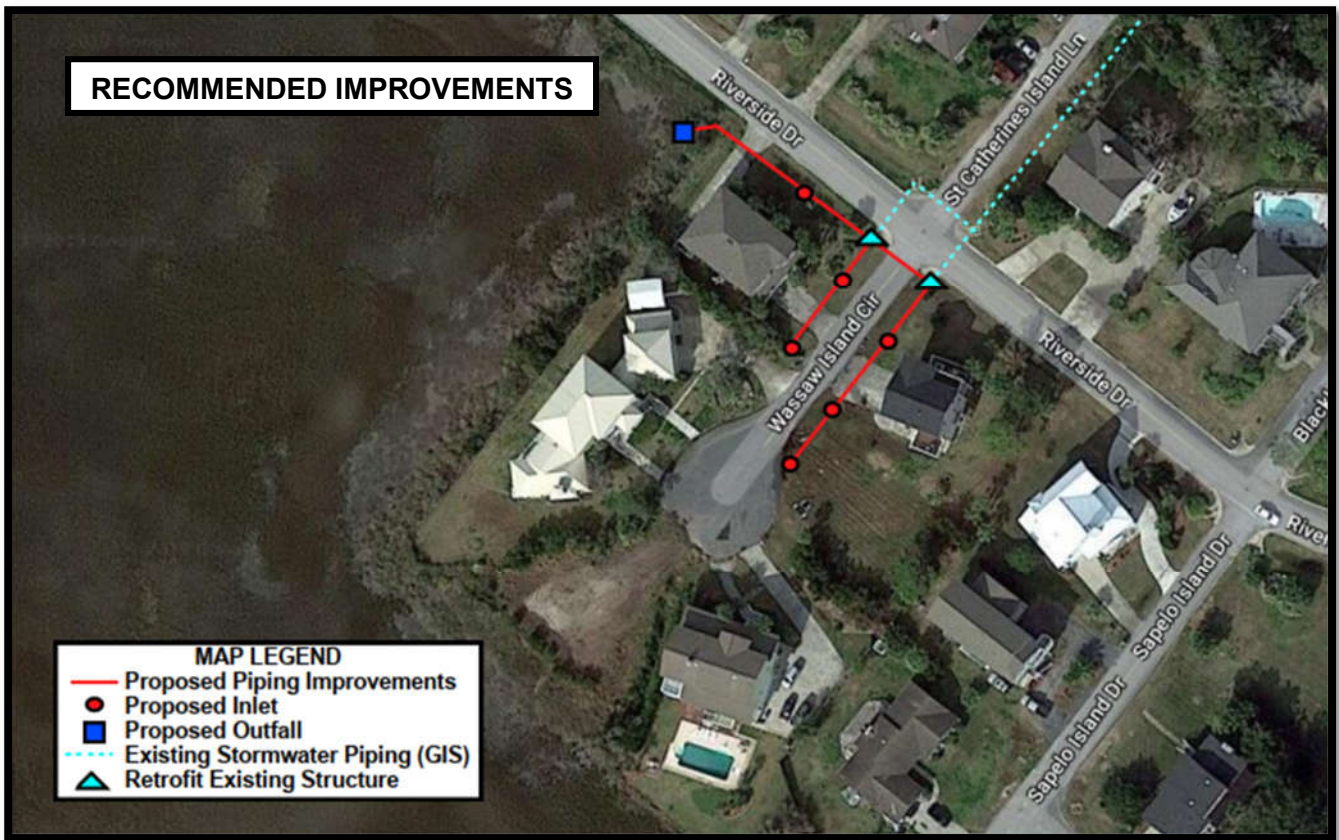 RECOMMENDED IMPROVEMENTS
Riverside Dr
St Catherines Island Ln
Wassaw Island Cir
Riverside Dr
Sapelo Island Dr
Sapelo Island Dr
MAP LEGEND
Proposed Piping Improvements
Proposed Inlet
Proposed Outfall
Existing Stormwater Piping (GIS)
Retrofit Existing Structure